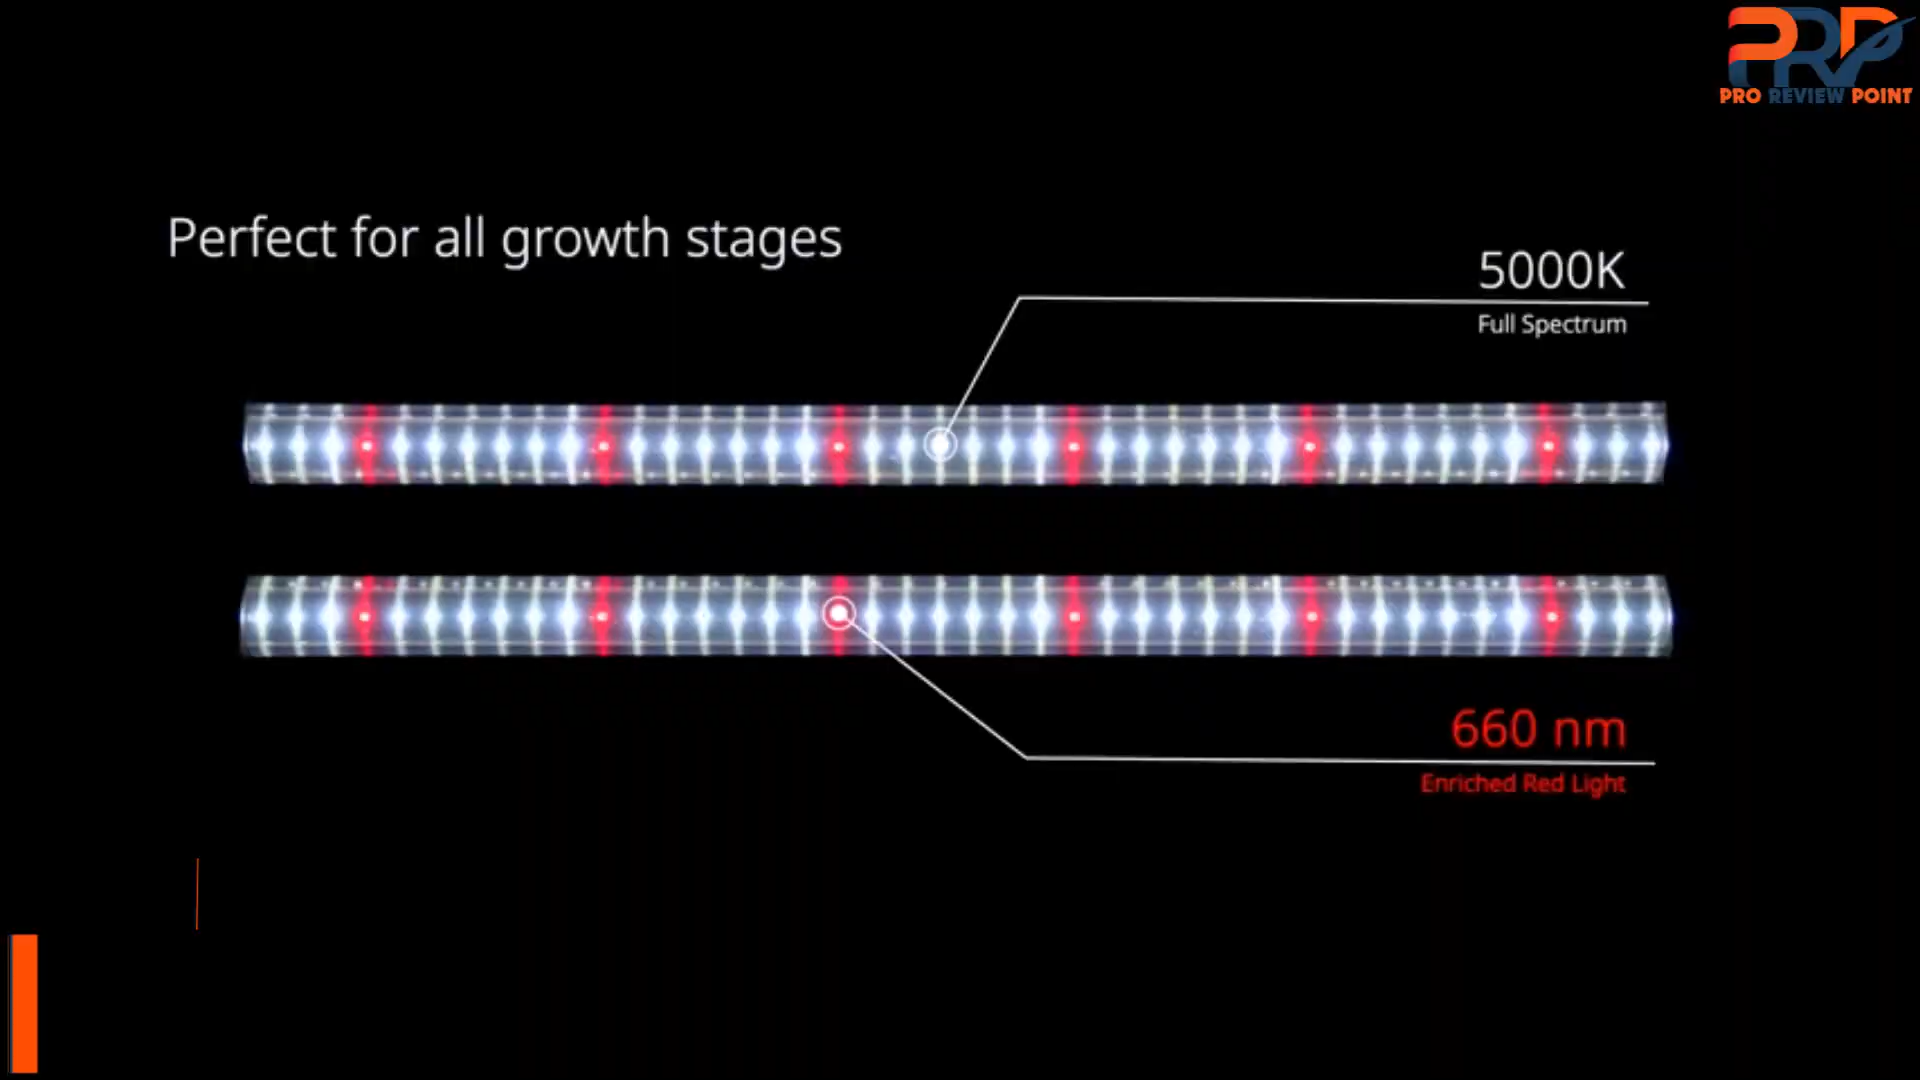 PRP
PRO REVIEW POINT
Perfect for all growth stages
5000K
Full Spectrum
660 nm
Enriched Red Light